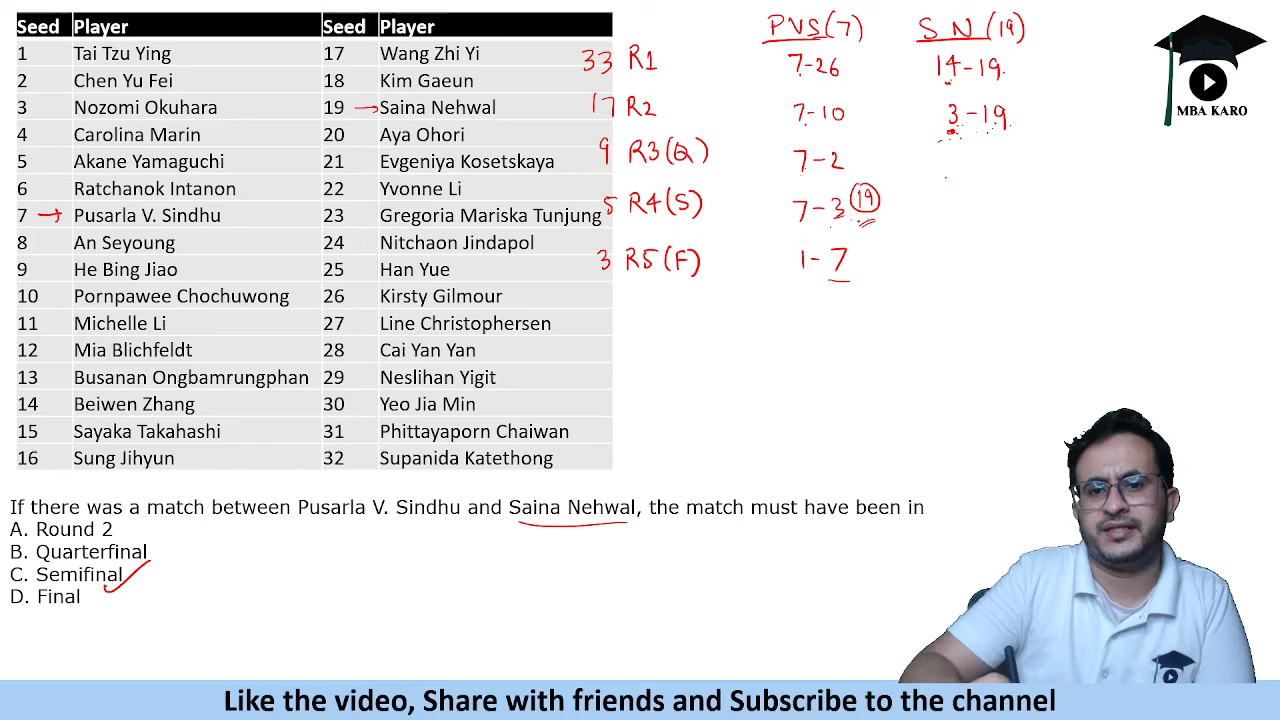 Seed Player Seed Player
1 Tai Tzu Ying 17 Wang Zhi Yi
2 Chen Yu Fei 18 Kim Gaeun
3 Nozomi Okuhara 19 Saina Nehwal
4 Carolina Marin 20 Aya Ohori
5 Akane Yamaguchi 21 Evgeniya Kosetskaya
6 Ratchanok Intanon 22 Yvonne Li
7 Pusarla V. Sindhu 23 Gregoria Mariska Tunjung
8 An Seyoung 24 Nitchaon Jindapol
9 He Bing Jiao 25 Han Yue
10 Pornpawee Chochuwong 26 Kirsty Gilmour
11 Michelle Li 27 Line Christophersen
12 Mia Blichfeldt 28 Cai Yan Yan
13 Busanan Ongbamrungphan 29 Neslihan Yigit
14 Beiwen Zhang 30 Yeo Jia Min
15 Sayaka Takahashi 31 Phittayaporn Chaiwan
16 Sung Jihyun 32 Supanida Katethong
PVS(7) SN(19)
33 R1 7-26 14-19
17 R2 7-10 3-19
9 R3(Q) 7-2
5 R4(S) 7-3 19
3 R5(F) 1-7
MBA KARO
If there was a match between Pusarla V. Sindhu and Saina Nehwal, the match must have been in
A. Round 2
B. Quarterfinal
C. Semifinal
D. Final
Like the video, Share with friends and Subscribe to the channel